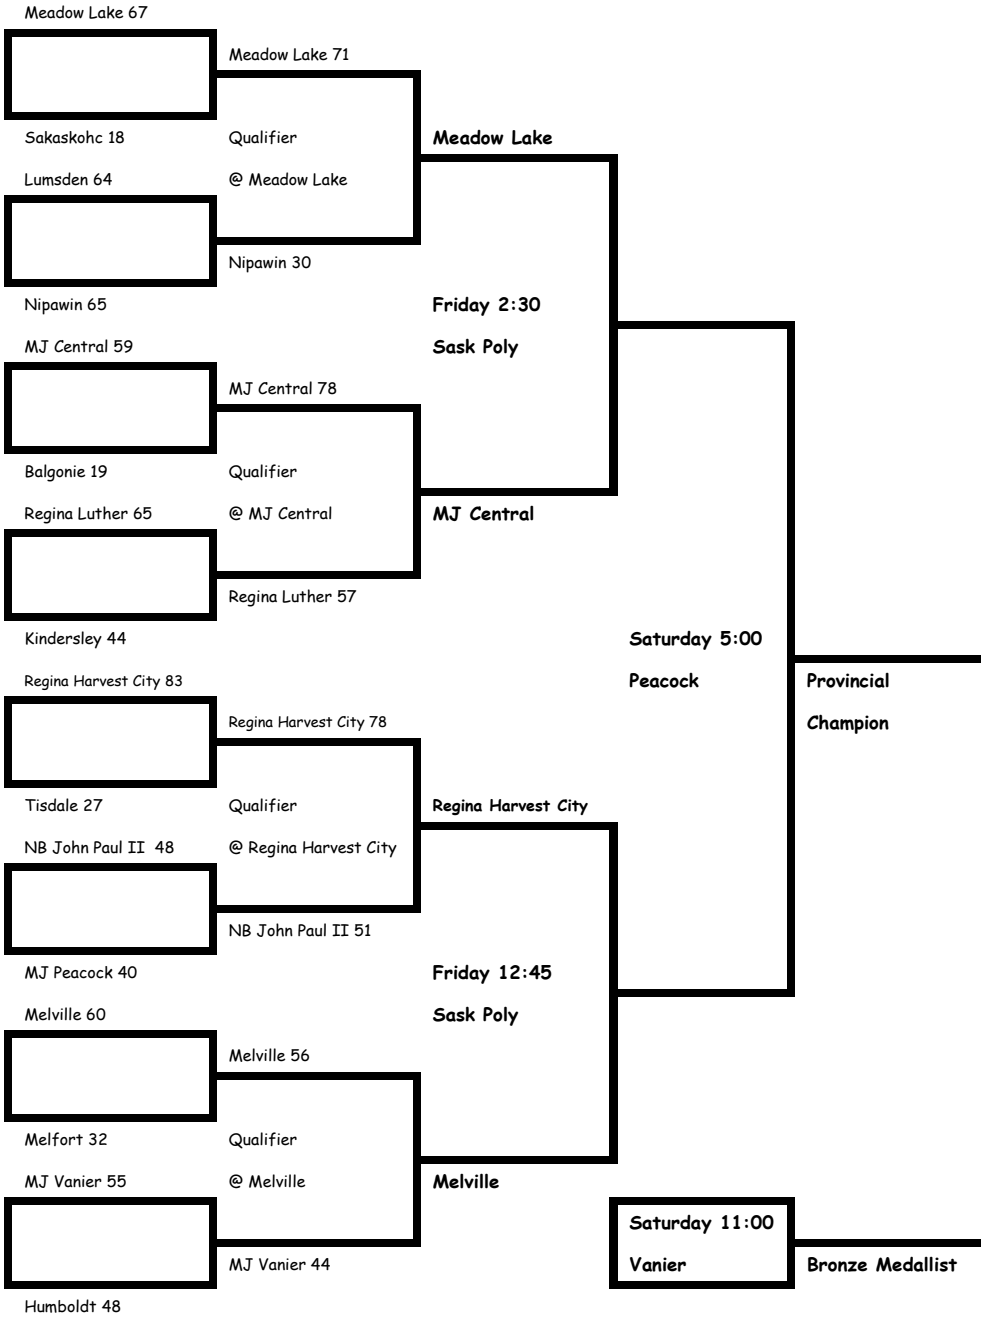 Meadow Lake 67
Meadow Lake 71
Sakaskohc 18
Qualifier
Meadow Lake
Lumsden 64
@ Meadow Lake
Nipawin 30
Nipawin 65
Friday 2:30
MJ Central 59
Sask Poly
MJ Central 78
Balgonie 19
Qualifier
Regina Luther 65
@ MJ Central
MJ Central
Regina Luther 57
Kindersley 44
Saturday 5:00
Regina Harvest City 83
Peacock
Provincial
Regina Harvest City 78
Champion
Tisdale 27
Qualifier
Regina Harvest City
NB John Paul II  48
@ Regina Harvest City
NB John Paul II 51
MJ Peacock 40
Friday 12:45
Melville 60
Sask Poly
Melville 56
Melfort 32
Qualifier
MJ Vanier 55
@ Melville
Melville
Saturday 11:00
MJ Vanier 44
Vanier
Bronze Medallist
Humboldt 48